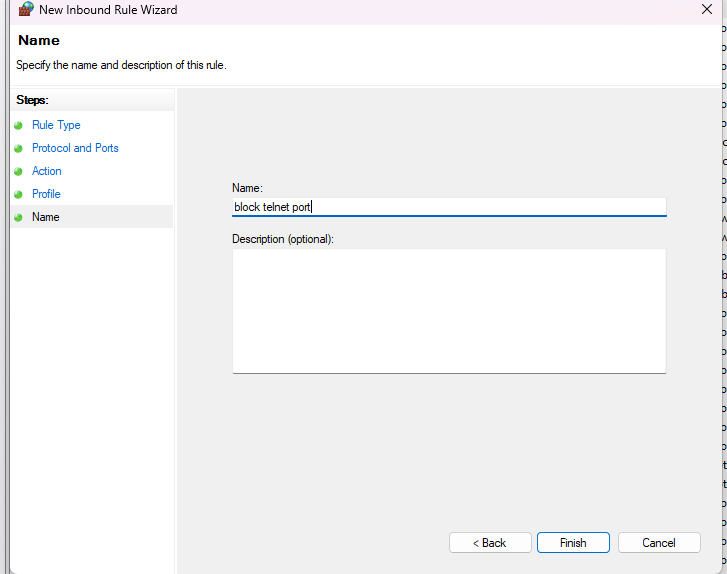 New Inbound Rule Wizard
Name
Specify the name and description of this rule.
Steps:
Rule Type
Protocol and Ports
Action
Profile
Name
Name:
block telnet port
Description (optional):
< Back
Finish
Cancel